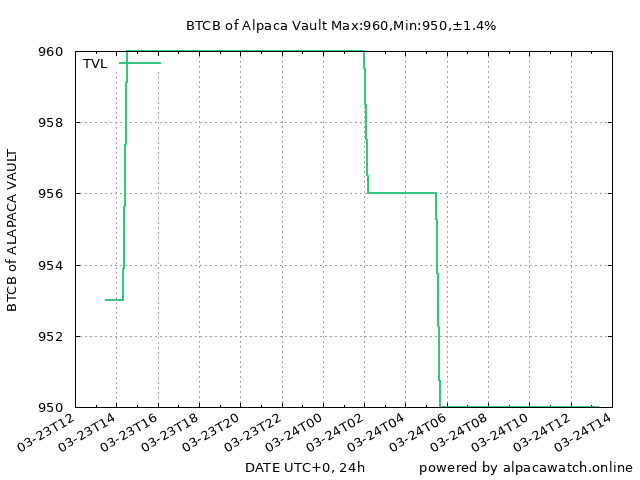 BTCB of Alpaca Vault Max:960,Min:950,±1.4%
960
TVL
958
956
954
952
950
BTCB of ALAPACA VAULT
03-23T12
03-23T14
03-23T16
03-23T18
03-23T20
03-23T22
03-24T00
03-24T02
03-24T04
03-24T06
03-24T08
03-24T10
03-24T12
03-24T14
DATE UTC+0, 24h
powered by alpacawatch.online